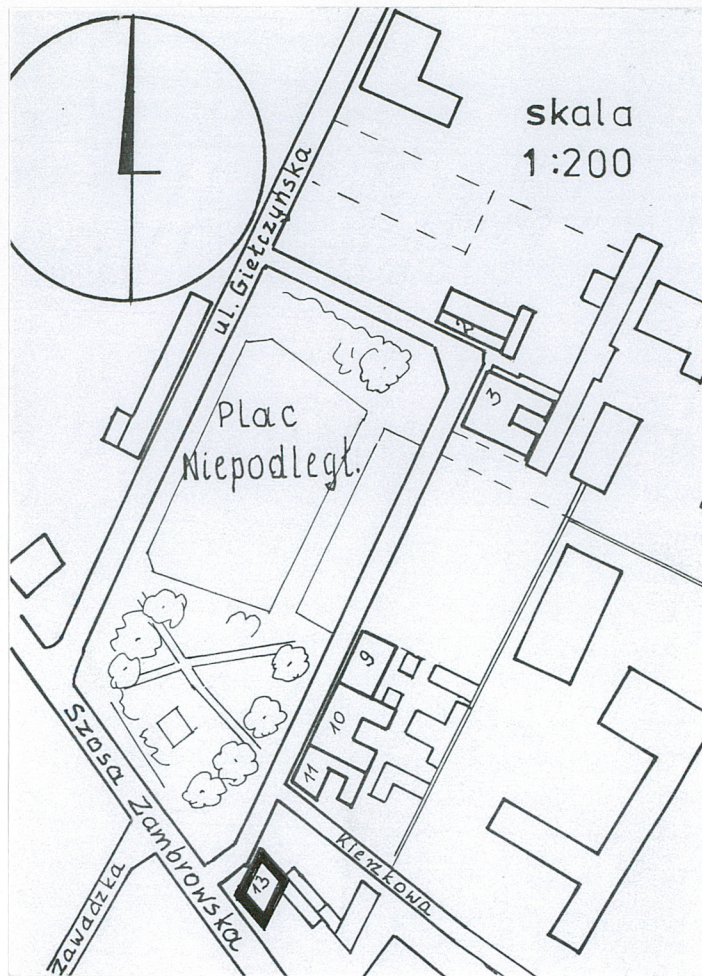 skala
1:200
ul. Giełczyńska
Plac
Niepodległ.
3
9
10
11
13
Szosa Zambrowska
Kierzkowa
Zawadzka